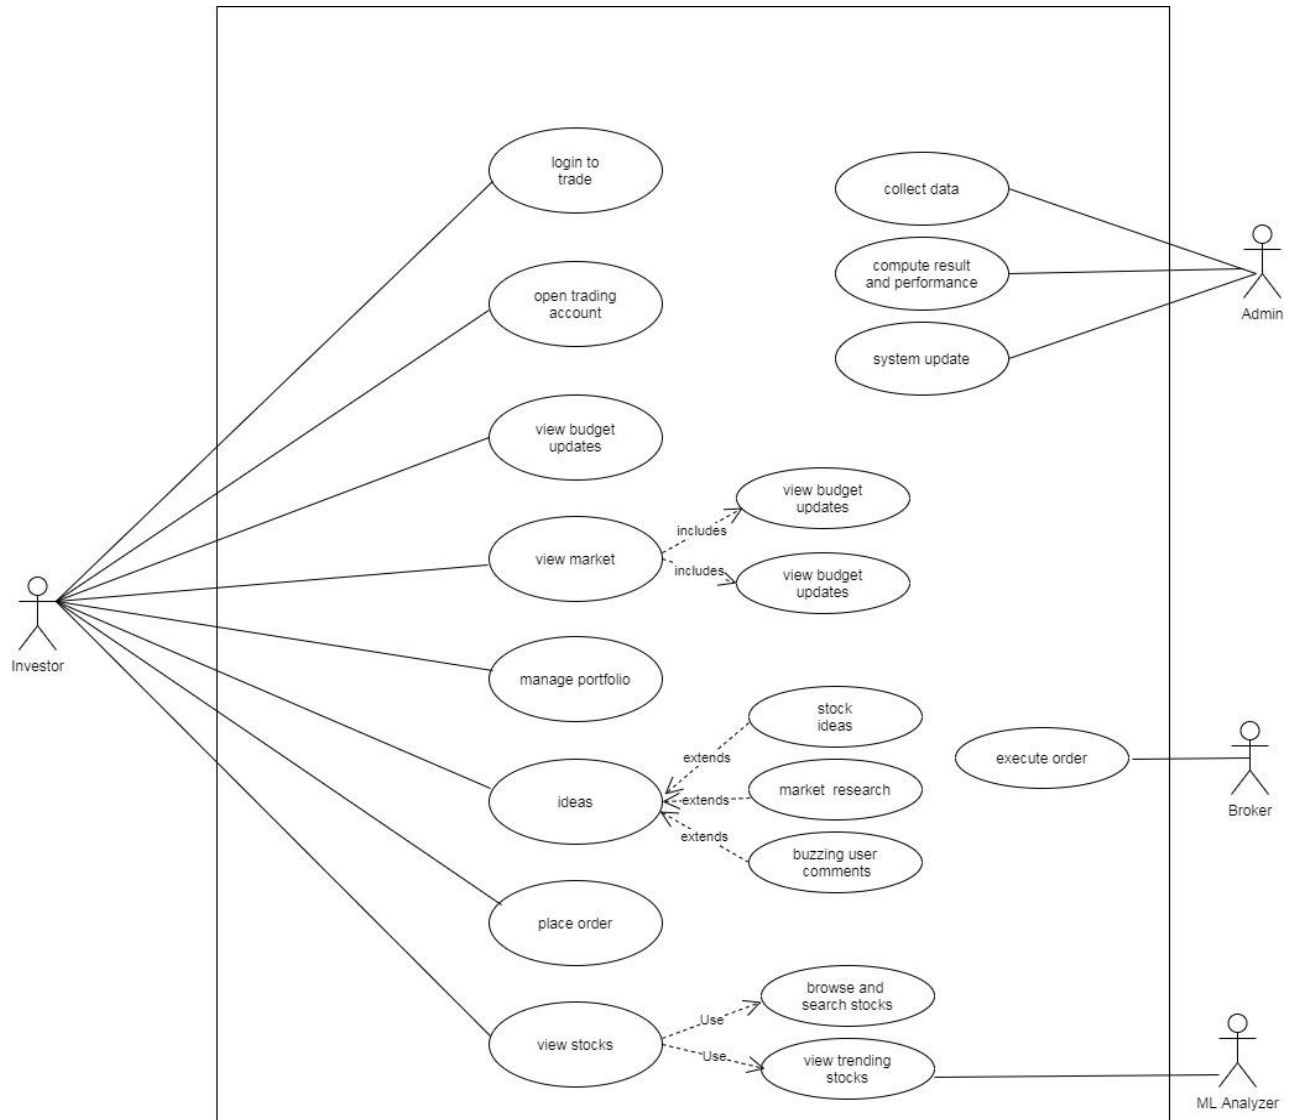 login to
trade
collect data
compute result
and performance
Admin
open trading
account
system update
view budget
updates
view budget
updates
includes
view market
includes
view budget
updates
Investor
manage portfolio
stock
ideas
extends
execute order
market  research
ideas
extends
Broker
extends
buzzing user
comments
place order
browse and
search stocks
Use
view stocks
Use
view trending
stocks
ML Analyzer